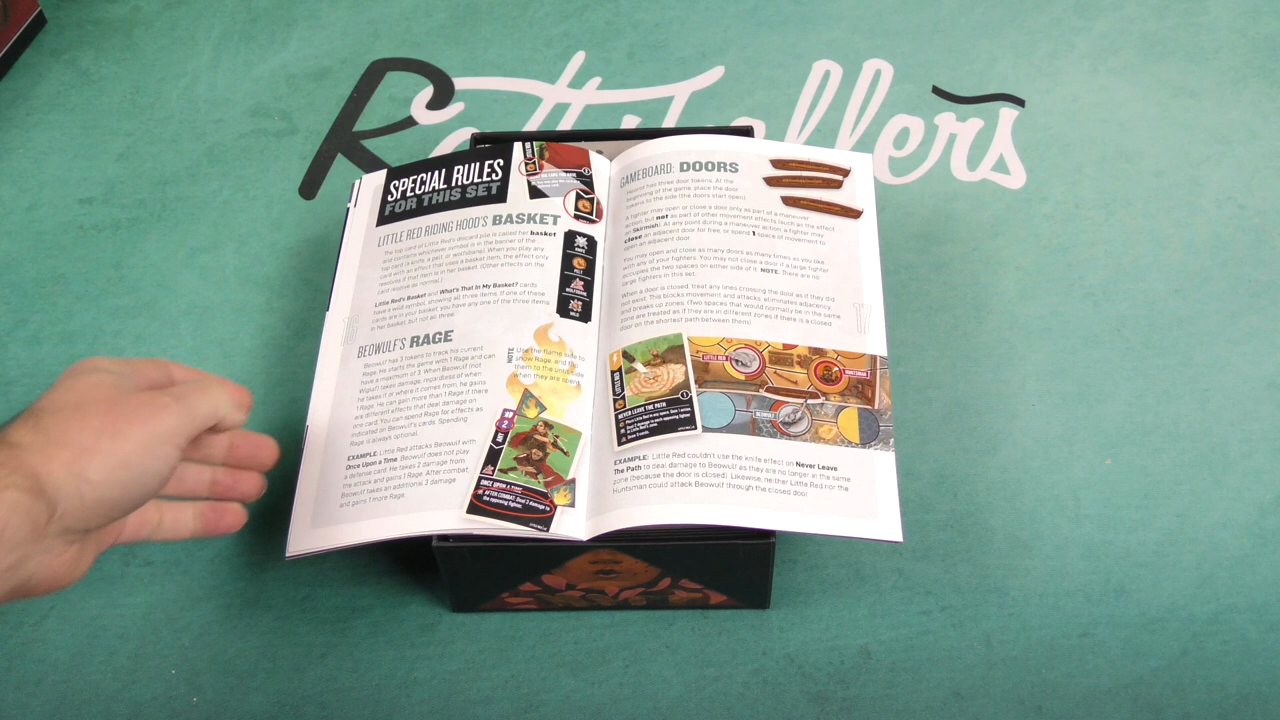 SPECIAL RULES
FOR THIS SET
LITTLE RED RIDING HOOD'S BASKET
The top card of Little Red's discard pile is called her basket
and contains whichever symbol is in the banner of the
top card (a knife, a pelt, or wolfsbane). When you play any
card with an effect that uses a basket item, the effect only
resolves if that item is in her basket. (Other effects on the
card resolve as normal.)
Little Red's Basket and What's That In My Basket? cards
have a wild symbol, showing all three items. If one of these
cards are in your basket, you have any one of the three items
in her basket, but not all three.
KNIFE
PELT
WOLFSBANE
WILD
16
BEOWULF'S RAGE
Beowulf has 3 tokens to track his current
Rage. He starts the game with 1 Rage and can
have a maximum of 3. When Beowulf (not
Wiglaf) takes damage, regardless of when
he takes it or where it comes from, he gains
1 Rage. He can gain more than 1 Rage if there
are different effects that deal damage on
one card. You can spend Rage for effects as
indicated on Beowulf's cards. Spending
Rage is always optional.
EXAMPLE: Little Red attacks Beowulf with
Once Upon a Time. Beowulf does not play
a defense card. He takes 2 damage from
the attack and gains 1 Rage. After combat,
Beowulf takes an additional 3 damage
and gains 1 more Rage.
NOTE
Use the flame side to
show Rage, and flip
them to the unlit side
when they are spent.
2
ANY
ONCE UPON A TIME
AFTER COMBAT: Deal 3 damage to
the opposing fighter.
GAMEBOARD: DOORS
Heorot has three door tokens. At the
beginning of the game, place the door
tokens to the side (the doors start open).
A fighter may open or close a door only as part of a maneuver
action, but not as part of other movement effects (such as the effect
on Skirmish). At any point during a maneuver action, a fighter may
close an adjacent door for free, or spend 1 space of movement to
open an adjacent door.
You may open and close as many doors as many times as you like
with any of your fighters. You may not close a door if a large fighter
occupies the two spaces on either side of it. NOTE: There are no
large fighters in this set.
When a door is closed, treat any lines crossing the door as if they did
not exist. This blocks movement and attacks, eliminates adjacency,
and breaks up zones. (Two spaces that would normally be in the same
zone are treated as if they are in different zones if there is a closed
door on the shortest path between them.)
17
LITTLE RED
NEVER LEAVE THE PATH
1
LITTLE RED
HUNTSMAN
BEOWULF
EXAMPLE: Little Red couldn't use the knife effect on Never Leave
The Path to deal damage to Beowulf as they are no longer in the same
zone (because the door is closed). Likewise, neither Little Red nor the
Huntsman could attack Beowulf through the closed door.